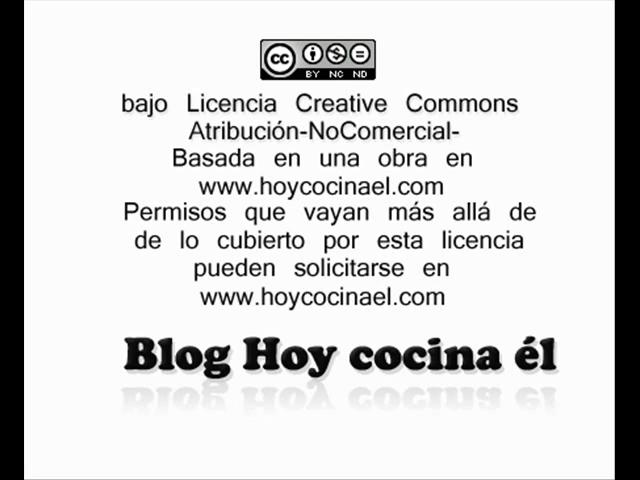 cc
BY NC ND
bajo Licencia Creative Commons
Atribución-NoComercial-
Basada en una obra en
www.hoycocinael.com
Permisos que vayan más allá de
de lo cubierto por esta licencia
pueden solicitarse en
www.hoycocinael.com
Blog Hoy cocina él